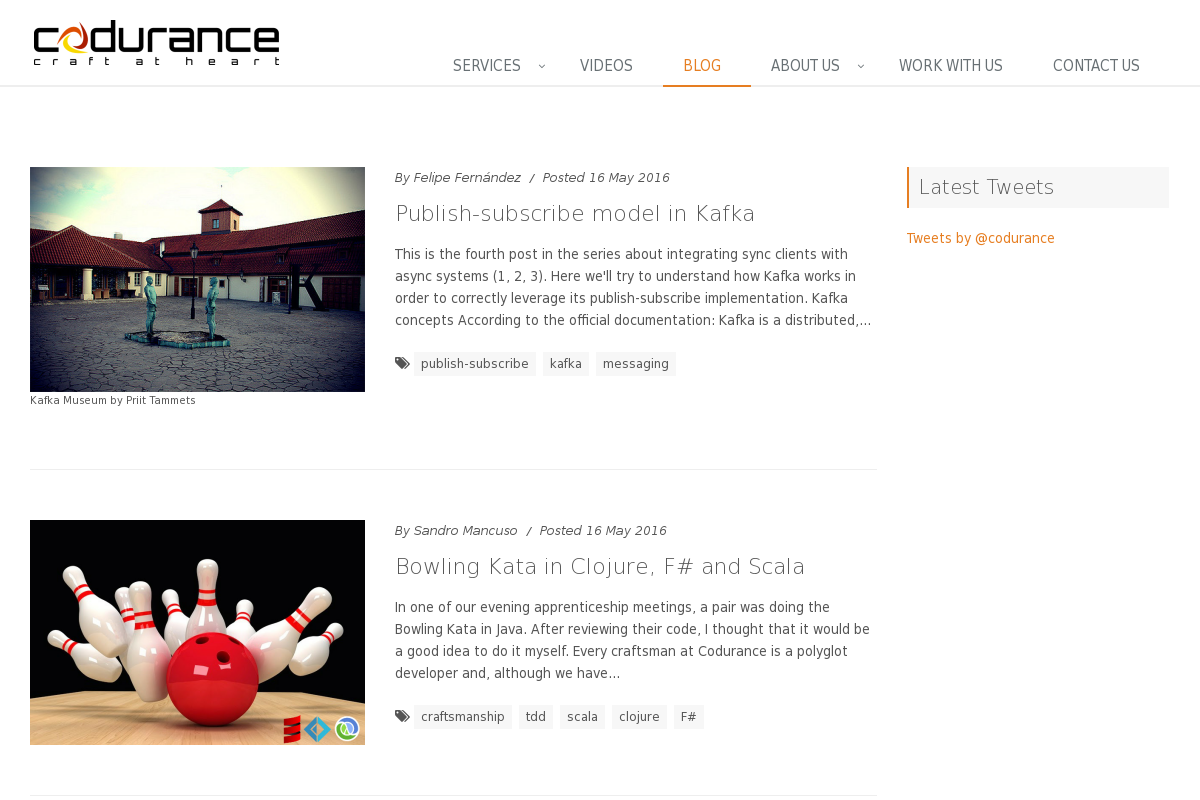 codurance
craft at heart
SERVICES VIDEOS BLOG ABOUT US WORK WITH US CONTACT US
By Felipe Fernández / Posted 16 May 2016
Publish-subscribe model in Kafka
This is the fourth post in the series about integrating sync clients with
async systems (1, 2, 3). Here we'll try to understand how Kafka works in
order to correctly leverage its publish-subscribe implementation. Kafka
concepts According to the official documentation: Kafka is a distributed,...
publish-subscribe kafka messaging
K
Kafka Museum by Priit Tammets
Latest Tweets
Tweets by @codurance
By Sandro Mancuso / Posted 16 May 2016
Bowling Kata in Clojure, F# and Scala
In one of our evening apprenticeship meetings, a pair was doing the
Bowling Kata in Java. After reviewing their code, I thought that it would be
a good idea to do it myself. Every craftsman at Codurance is a polyglot
developer and, although we have...
craftsmanship tdd scala clojure F#